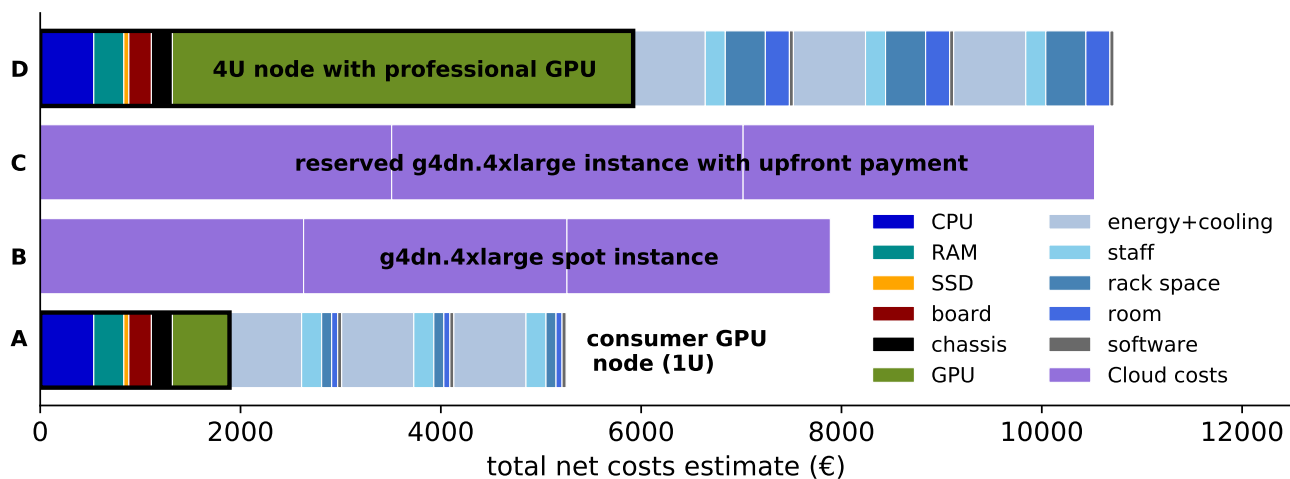 D
4U node with professional GPU
C
reserved g4dn.4xlarge instance with upfront payment
B
g4dn.4xlarge spot instance
A
consumer GPU
node (1U)
CPU
RAM
SSD
board
chassis
GPU
energy+cooling
staff
rack space
room
software
Cloud costs
0 2000 4000 6000 8000 10000 12000
total net costs estimate (€)